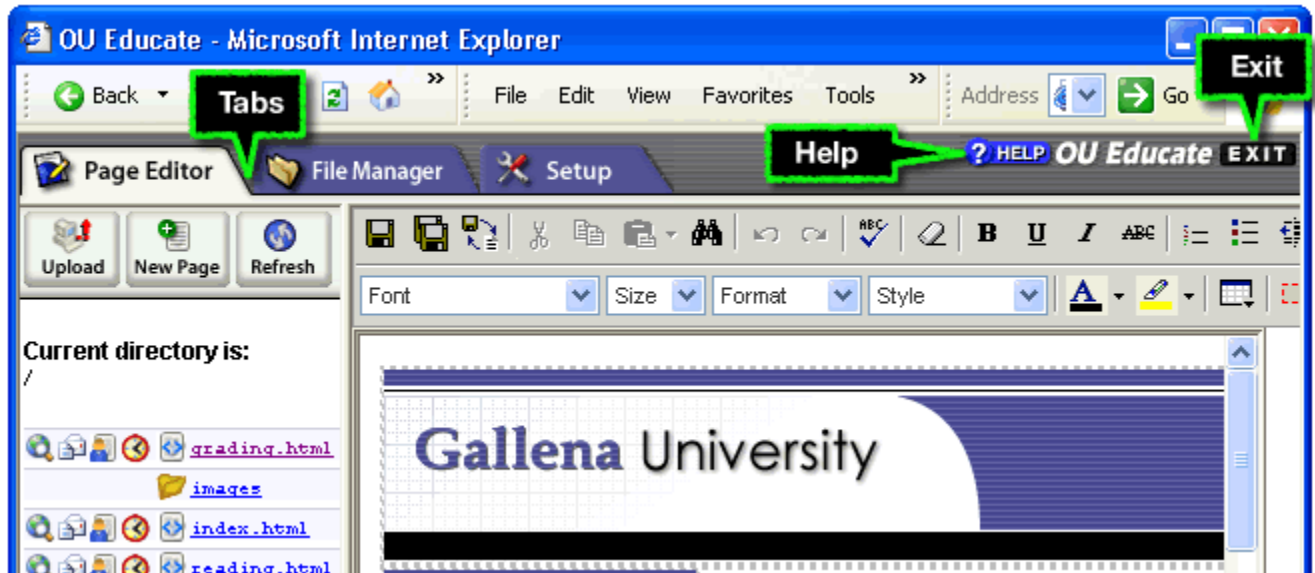 OU Educate - Microsoft Internet Explorer
Exit
Back » File Edit View Favorites Tools » Address Go
Tabs
Help
? HELP OU Educate EXIT
Page Editor File Manager Setup
Upload New Page Refresh
ABC B U I ABC
Font Size Format Style A
Current directory is:
/
Gallena University
grading.html
images
index.html
reading.html